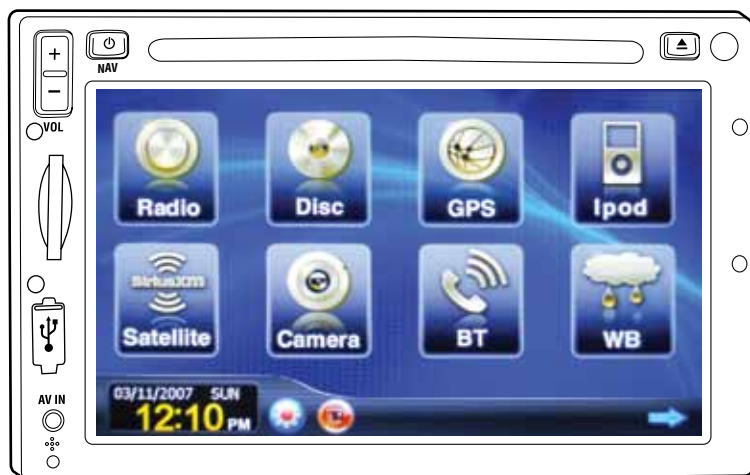 +
NAV
−
VOL
Radio
Disc
GPS
Ipod
SiriusXM
Satellite
Camera
BT
WB
03/11/2007 SUN
12:10 PM
AV IN